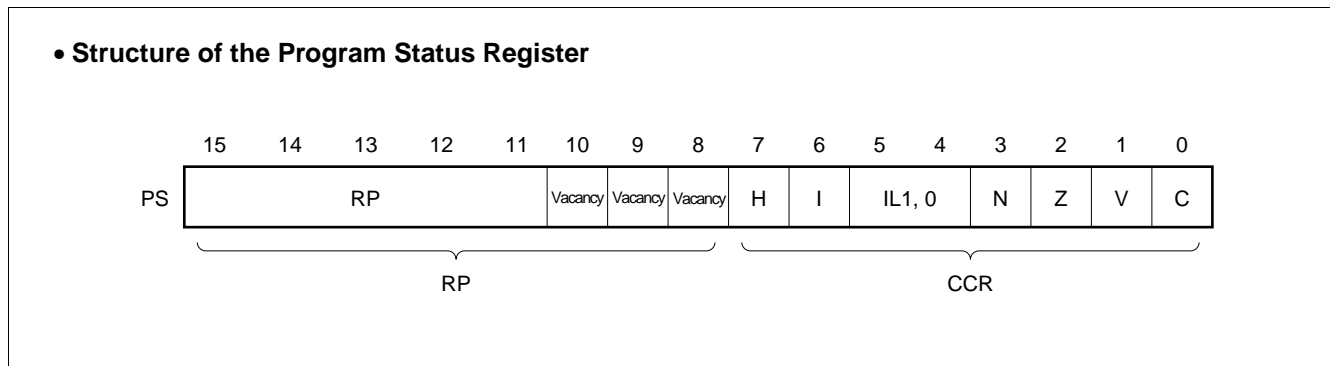 • Structure of the Program Status Register
15 14 13 12 11 10 9 8 7 6 5 4 3 2 1 0
PS RP Vacancy Vacancy Vacancy H I IL1, 0 N Z V C
RP CCR